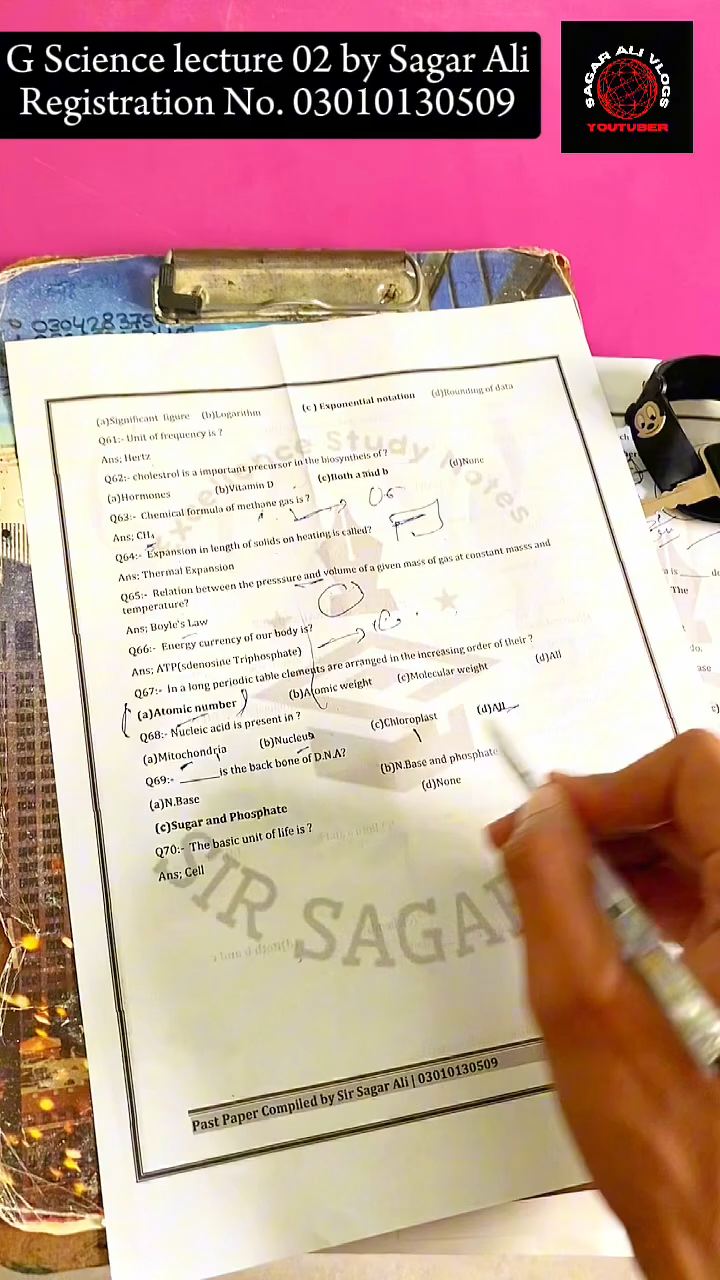 G Science lecture 02 by Sagar Ali
Registration No. 03010130509
SAGAR ALI VLOGS
YOUTUBER
(a)Significant figure (b)Logarithm (c ) Exponential notation (d)Rounding of data
Q61:- Unit of frequency is ?
Ans; Hertz
Q62:- cholestrol is a important precursor in the biosyntheis of ?
(a)Hormones (b)Vitamin D (c)Both a and b (d)None
Q63:- Chemical formula of methane gas is ?
Ans; CH4
Q64:- Expansion in length of solids on heating is called?
Ans: Thermal Expansion
Q65:- Relation between the presssure and volume of a given mass of gas at constant masss and
temperature?
Ans; Boyle's Law
Q66:- Energy currency of our body is?
Ans; ATP(sdenosine Triphosphate)
Q67:- In a long periodic table elements are arranged in the increasing order of their ?
(a)Atomic number (b)Atomic weight (c)Molecular weight (d)All
Q68:- Nucleic acid is present in ?
(a)Mitochondria (b)Nucleus (c)Chloroplast (d)All
Q69:- ______is the back bone of D.N.A?
(a)N.Base (b)N.Base and phosphate
(c)Sugar and Phosphate (d)None
Q70:- The basic unit of life is ?
Ans; Cell
Excellence Study Notes
SIR SAGAR
Past Paper Compiled by Sir Sagar Ali | 03010130509